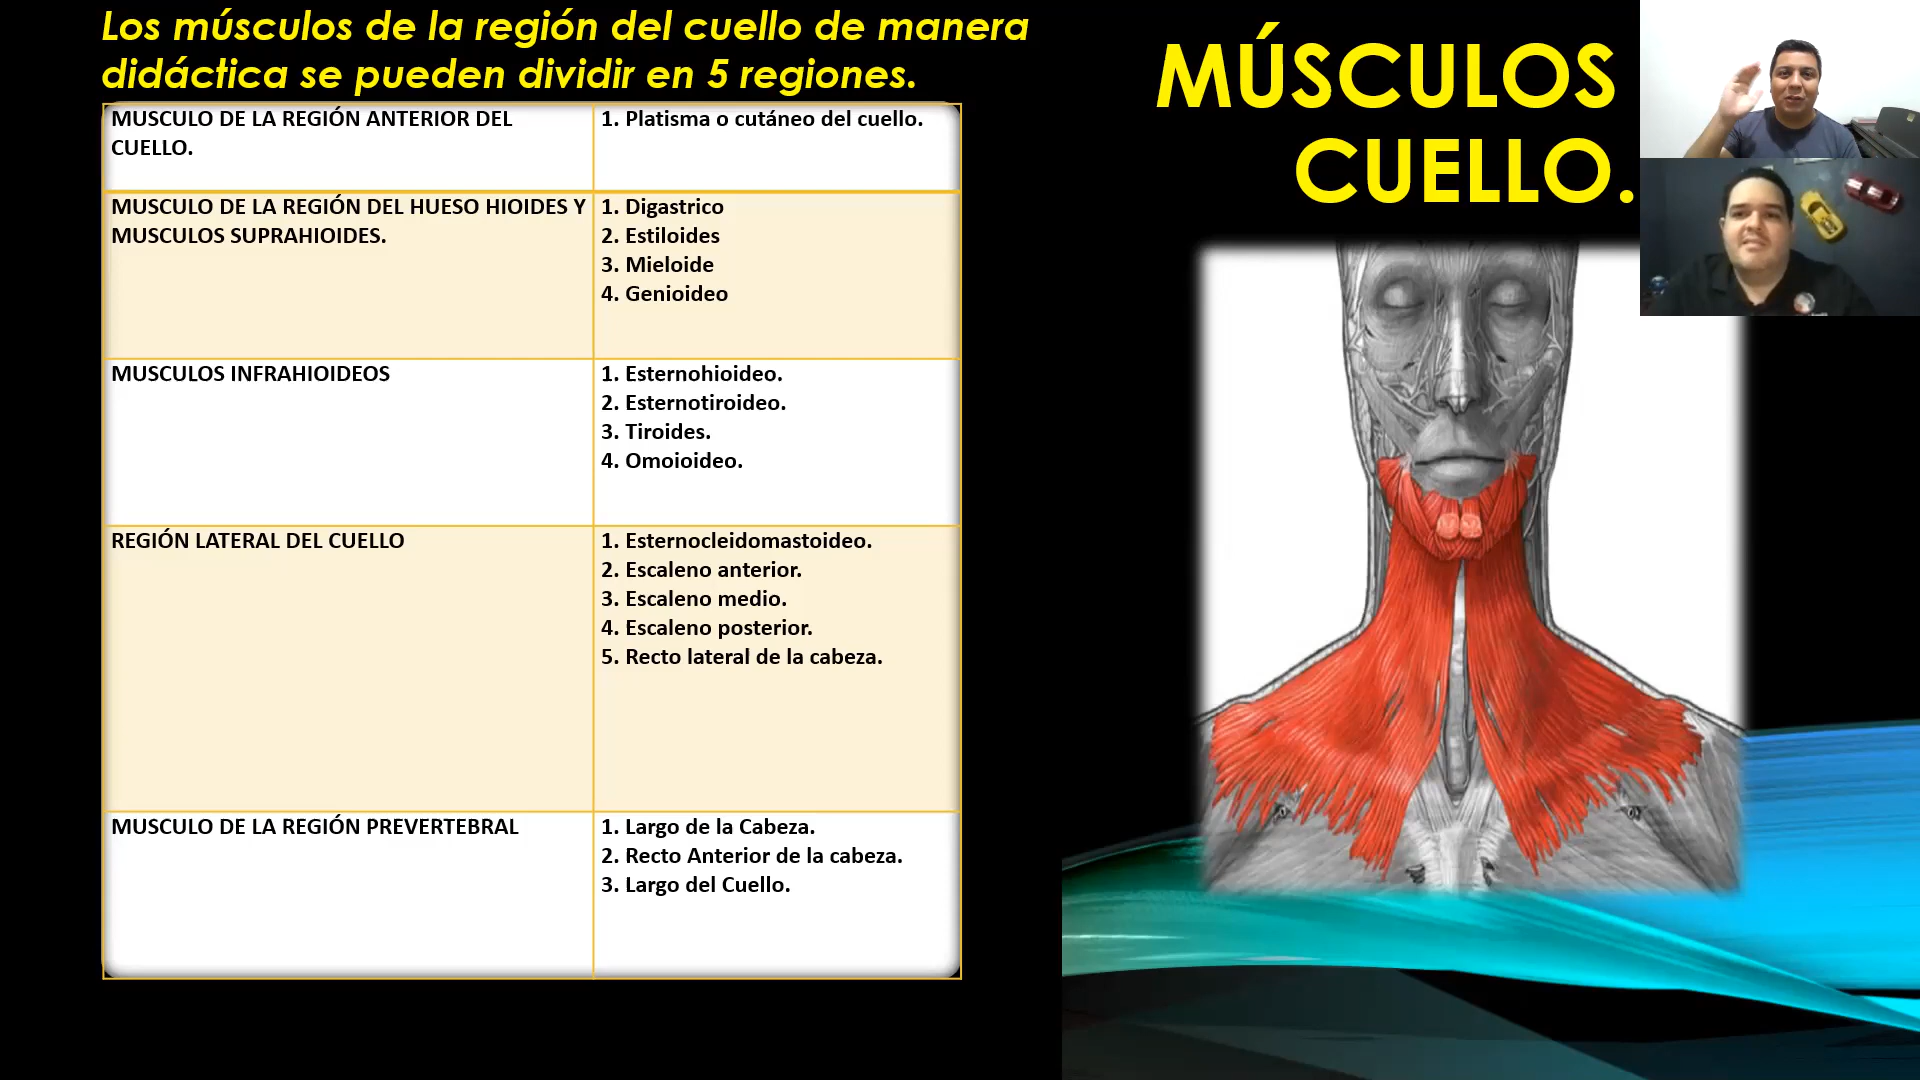 Los músculos de la región del cuello de manera
didáctica se pueden dividir en 5 regiones.
MUSCULO DE LA REGIÓN ANTERIOR DEL
CUELLO.
1. Platisma o cutáneo del cuello.
MUSCULO DE LA REGIÓN DEL HUESO HIOIDES Y
MUSCULOS SUPRAHIOIDES.
1. Digastrico
2. Estiloides
3. Mieloide
4. Genioideo
MUSCULOS INFRAHIOIDEOS
1. Esternohioideo.
2. Esternotiroideo.
3. Tiroides.
4. Omoioideo.
REGIÓN LATERAL DEL CUELLO
1. Esternocleidomastoideo.
2. Escaleno anterior.
3. Escaleno medio.
4. Escaleno posterior.
5. Recto lateral de la cabeza.
MUSCULO DE LA REGIÓN PREVERTEBRAL
1. Largo de la Cabeza.
2. Recto Anterior de la cabeza.
3. Largo del Cuello.
MÚSCULOS
CUELLO.